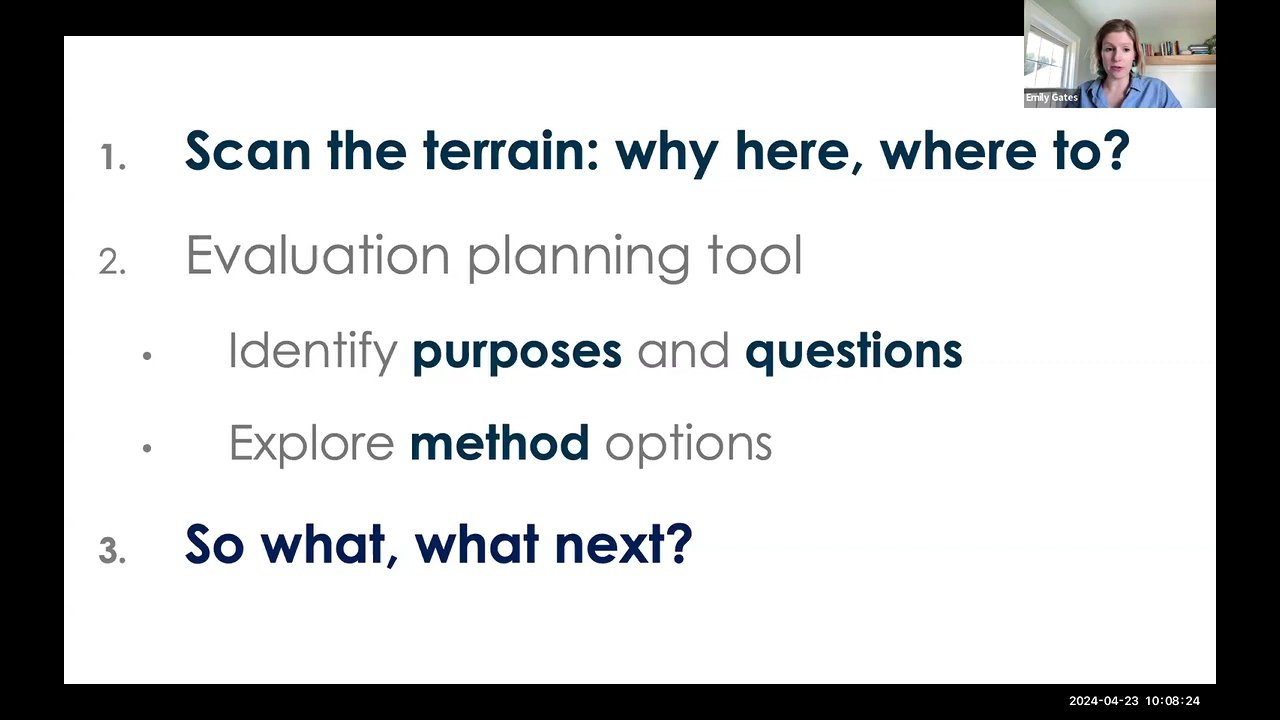 Emily Gates
1. Scan the terrain: why here, where to?
2. Evaluation planning tool
• Identify purposes and questions
• Explore method options
3. So what, what next?
2024-04-23 10:08:24